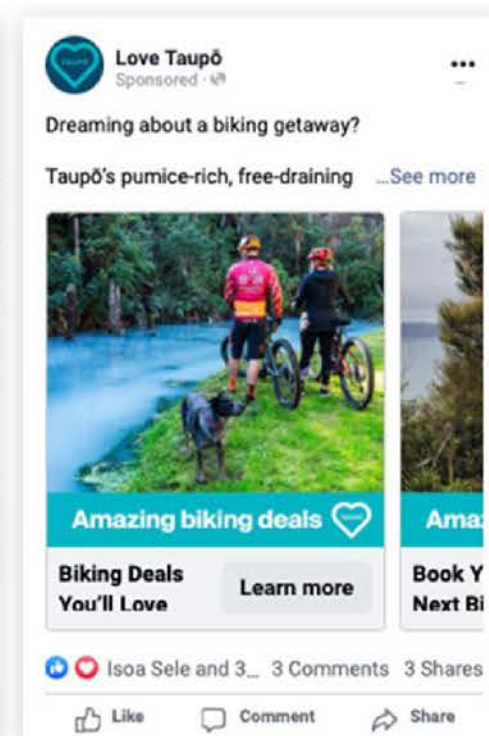 Love Taupō
Sponsored ·
Dreaming about a biking getaway?
Taupō's pumice-rich, free-draining ...See more
Amazing biking deals
Ama
Biking Deals
You'll Love
Learn more
Book Y
Next Bi
Isoa Sele and 3... 3 Comments 3 Shares
Like Comment Share